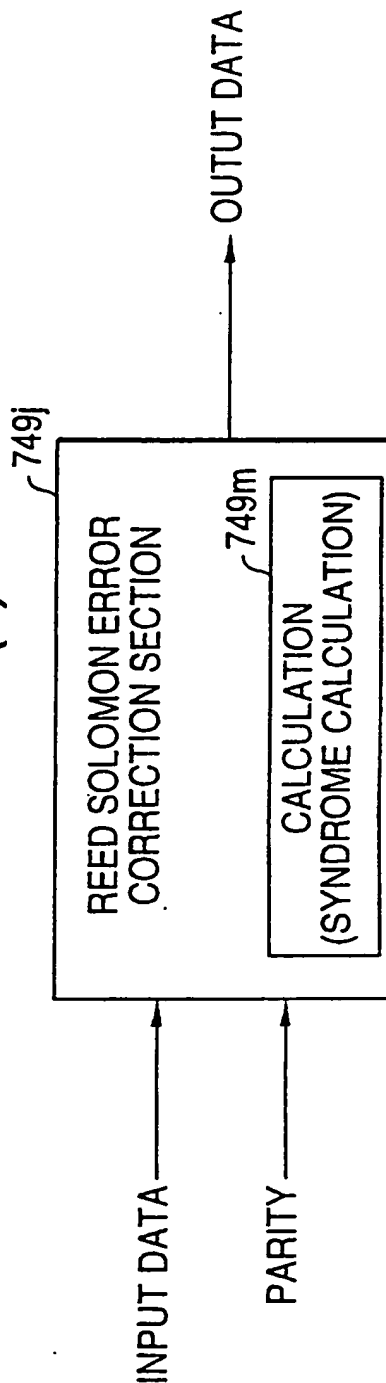 749j
REED SOLOMON ERROR
CORRECTION SECTION
749m
CALCULATION
(SYNDROME CALCULATION)
INPUT DATA
PARITY
OUTUT DATA